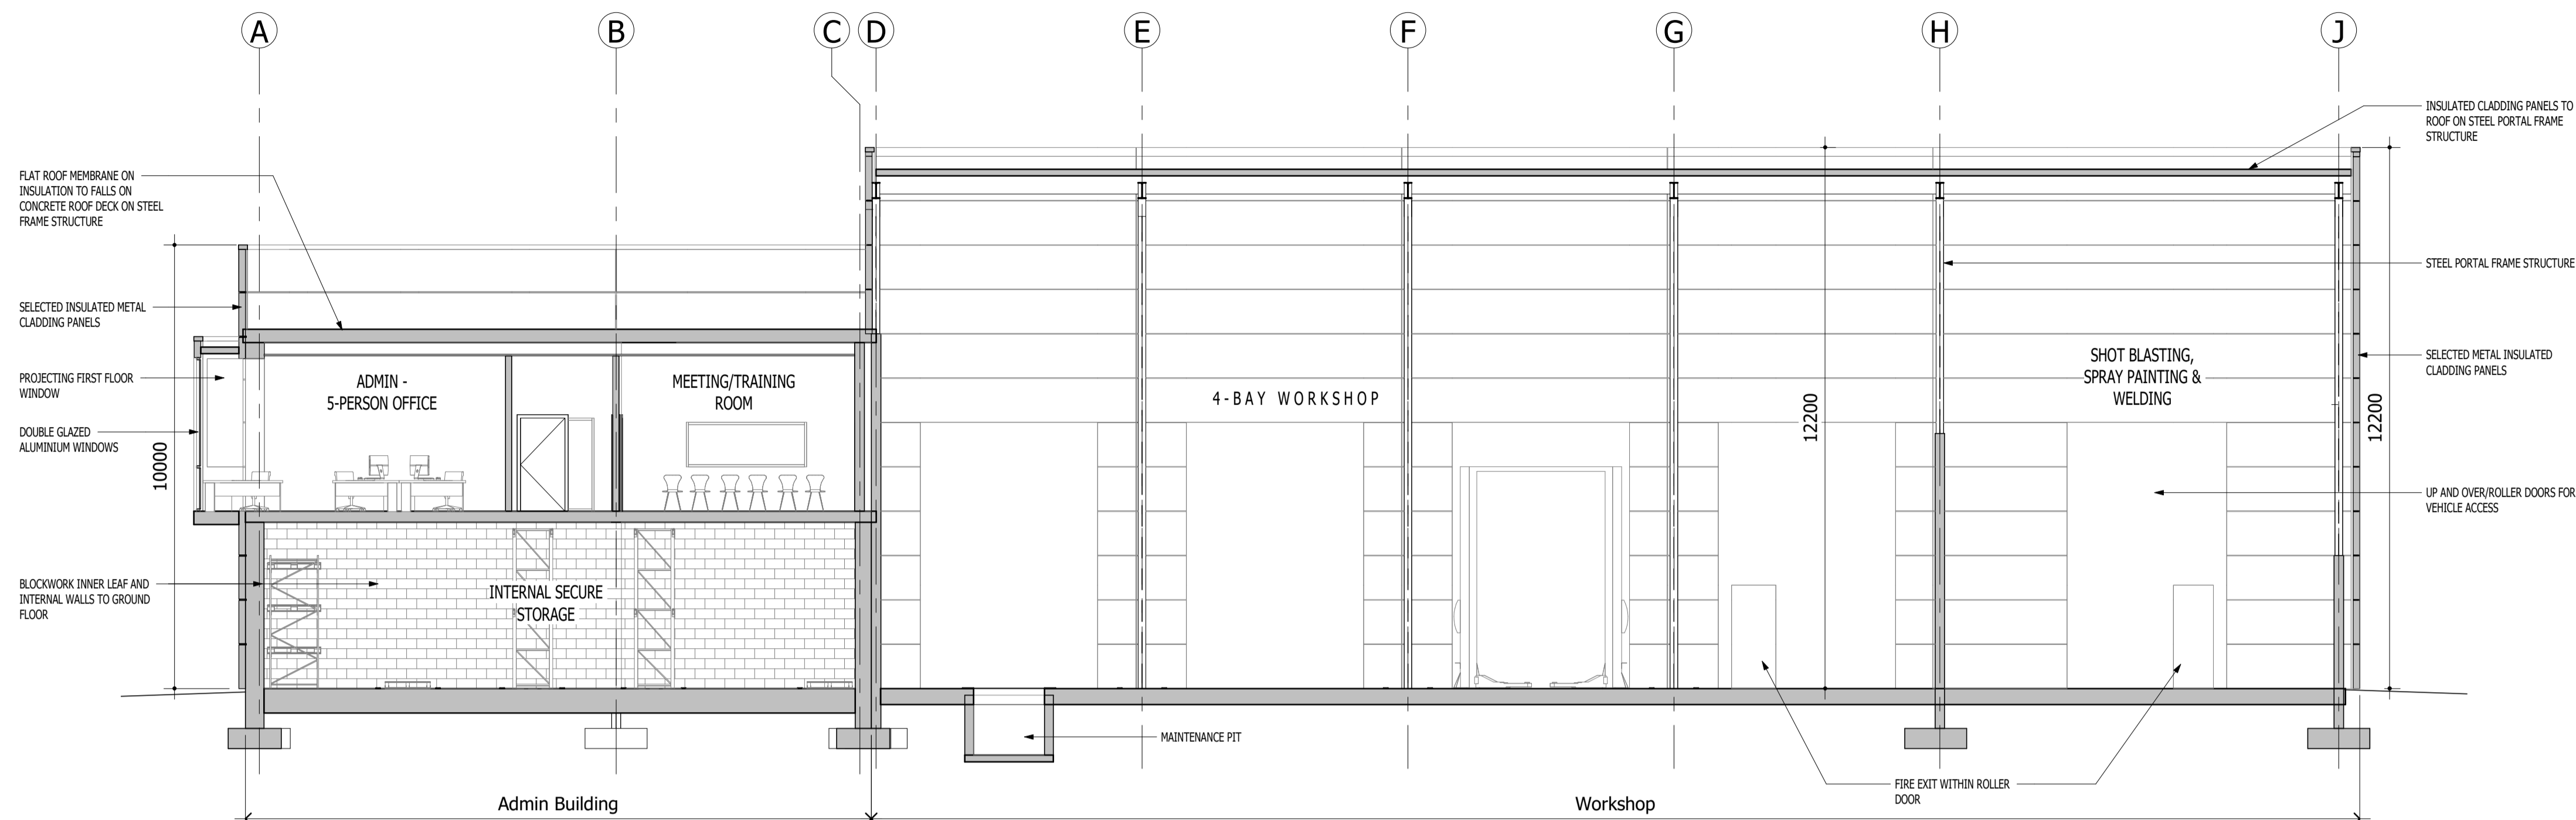 A
B
C
D
E
F
G
H
J
INSULATED CLADDING PANELS TO
ROOF ON STEEL PORTAL FRAME
STRUCTURE
FLAT ROOF MEMBRANE ON
INSULATION TO FALLS ON
CONCRETE ROOF DECK ON STEEL
FRAME STRUCTURE
STEEL PORTAL FRAME STRUCTURE
SELECTED INSULATED METAL
CLADDING PANELS
PROJECTING FIRST FLOOR
WINDOW
DOUBLE GLAZED
ALUMINIUM WINDOWS
10000
ADMIN -
5-PERSON OFFICE
MEETING/TRAINING
ROOM
4-BAY WORKSHOP
12200
SHOT BLASTING,
SPRAY PAINTING &
WELDING
12200
SELECTED METAL INSULATED
CLADDING PANELS
UP AND OVER/ROLLER DOORS FOR
VEHICLE ACCESS
BLOCKWORK INNER LEAF AND
INTERNAL WALLS TO GROUND
FLOOR
INTERNAL SECURE
STORAGE
MAINTENANCE PIT
FIRE EXIT WITHIN ROLLER
DOOR
Admin Building
Workshop